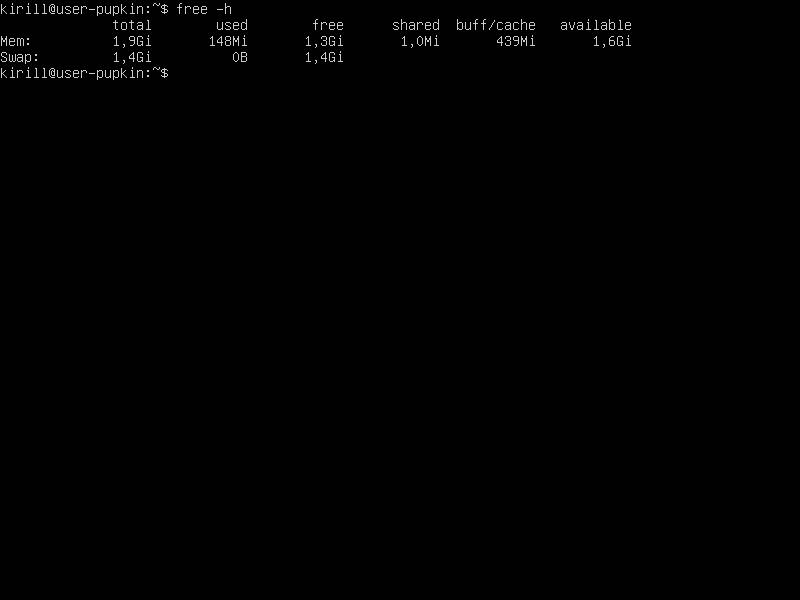 kirill@user-pupkin:~$ free -h
total used free shared buff/cache available
Mem: 1,9Gi 148Mi 1,3Gi 1,0Mi 439Mi 1,6Gi
Swap: 1,4Gi 0B 1,4Gi
kirill@user-pupkin:~$